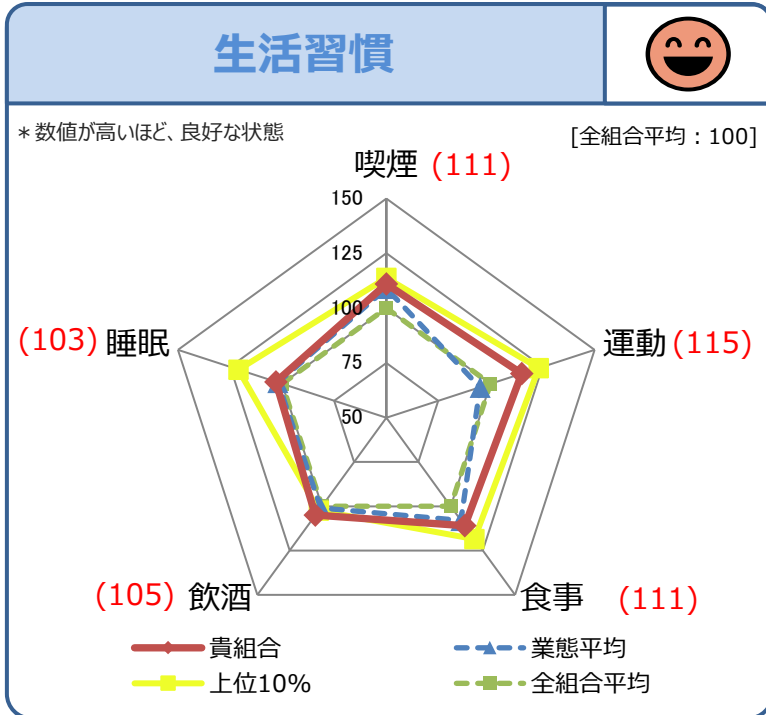 生活習慣
＊数値が高いほど、良好な状態
[全組合平均：100]
喫煙 (111)
150
125
100
75
50
(103) 睡眠
運動 (115)
(105) 飲酒
食事 (111)
貴組合
業態平均
上位10%
全組合平均